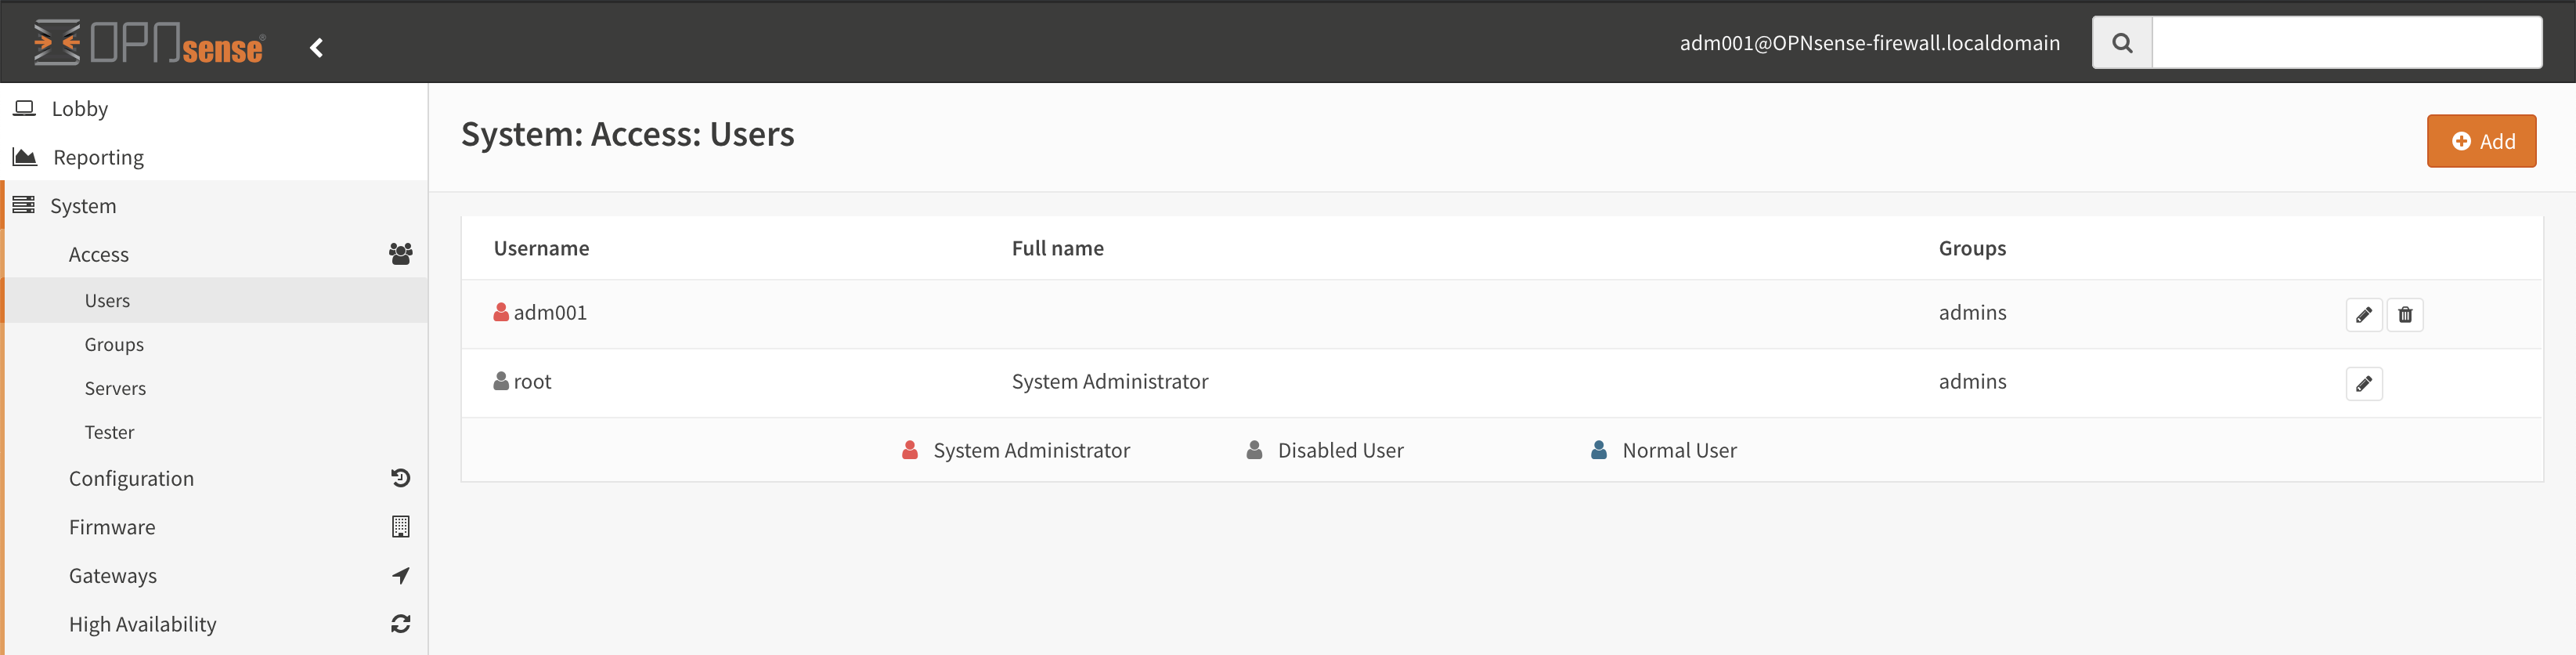 OPNsense®
adm001@OPNsense-firewall.localdomain
Lobby
Reporting
System
Access
Users
Groups
Servers
Tester
Configuration
Firmware
Gateways
High Availability
System: Access: Users
Add
Username Full name Groups
adm001 admins
root System Administrator admins
System Administrator Disabled User Normal User